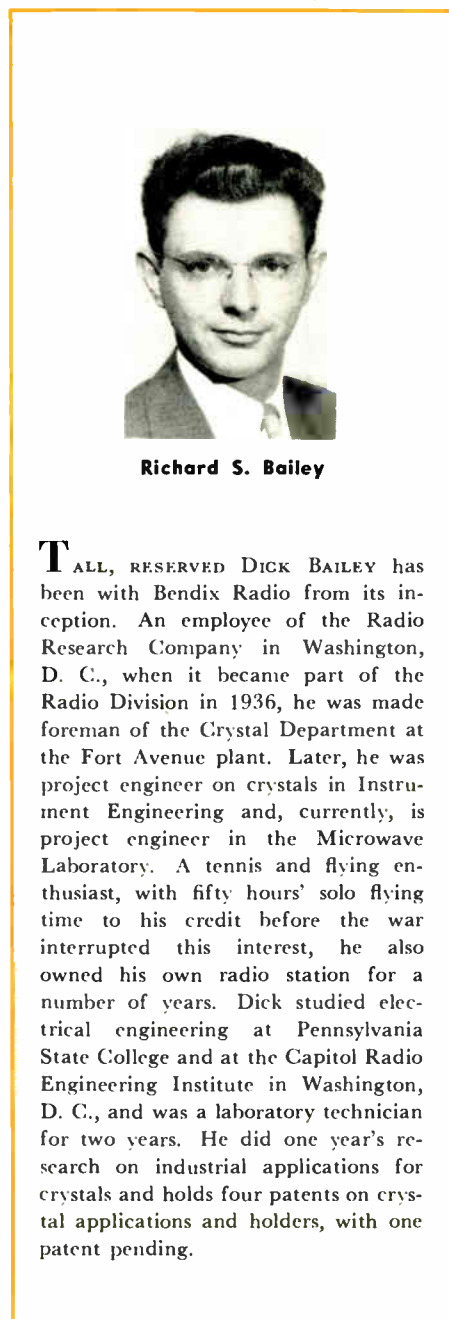 Richard S. Bailey
TALL, RESERVED DICK BAILEY has
been with Bendix Radio from its in-
ception. An employee of the Radio
Research Company in Washington,
D. C., when it became part of the
Radio Division in 1936, he was made
foreman of the Crystal Department at
the Fort Avenue plant. Later, he was
project engineer on crystals in Instru-
ment Engineering and, currently, is
project engineer in the Microwave
Laboratory. A tennis and flying en-
thusiast, with fifty hours' solo flying
time to his credit before the war
interrupted this interest, he also
owned his own radio station for a
number of years. Dick studied elec-
trical engineering at Pennsylvania
State College and at the Capitol Radio
Engineering Institute in Washington,
D. C., and was a laboratory technician
for two years. He did one year's re-
search on industrial applications for
crystals and holds four patents on crys-
tal applications and holders, with one
patent pending.